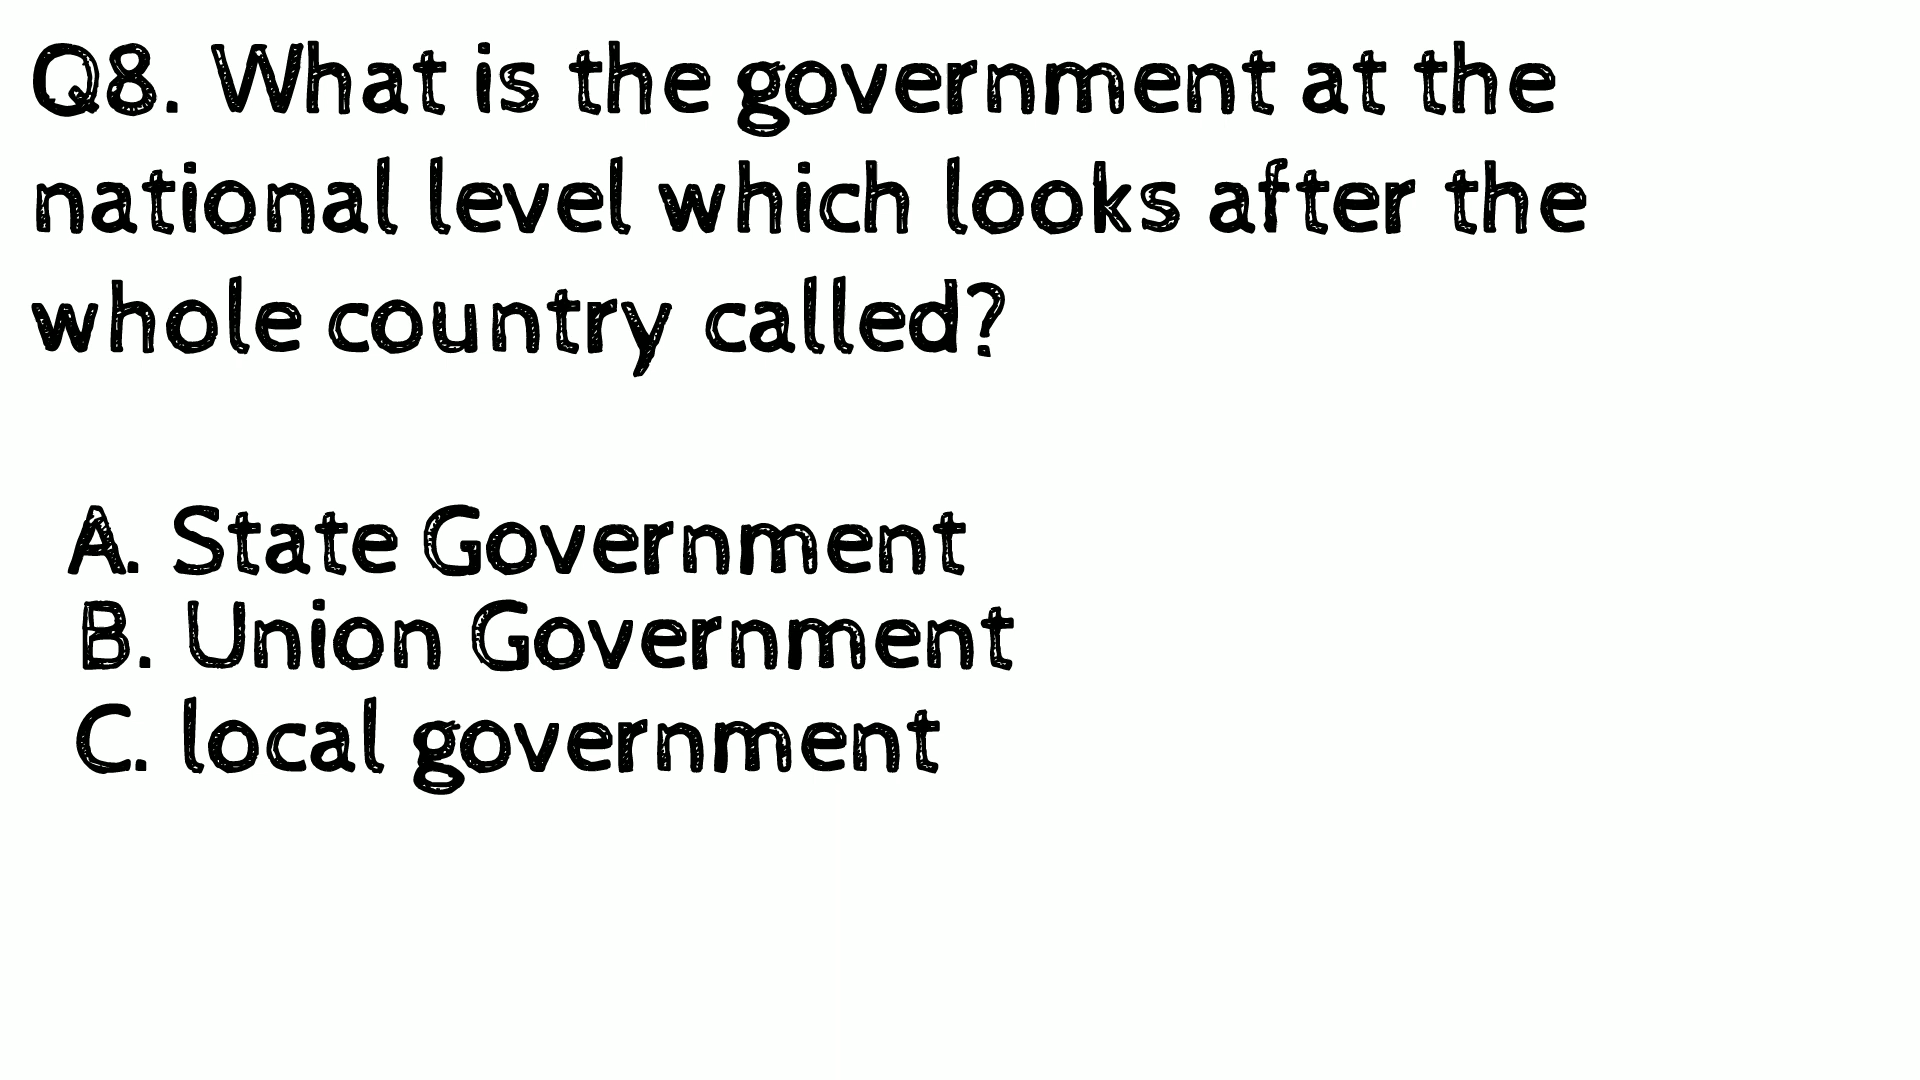 Q8. What is the government at the
national level which looks after the
whole country called?
A. State Government
B. Union Government
C. local government